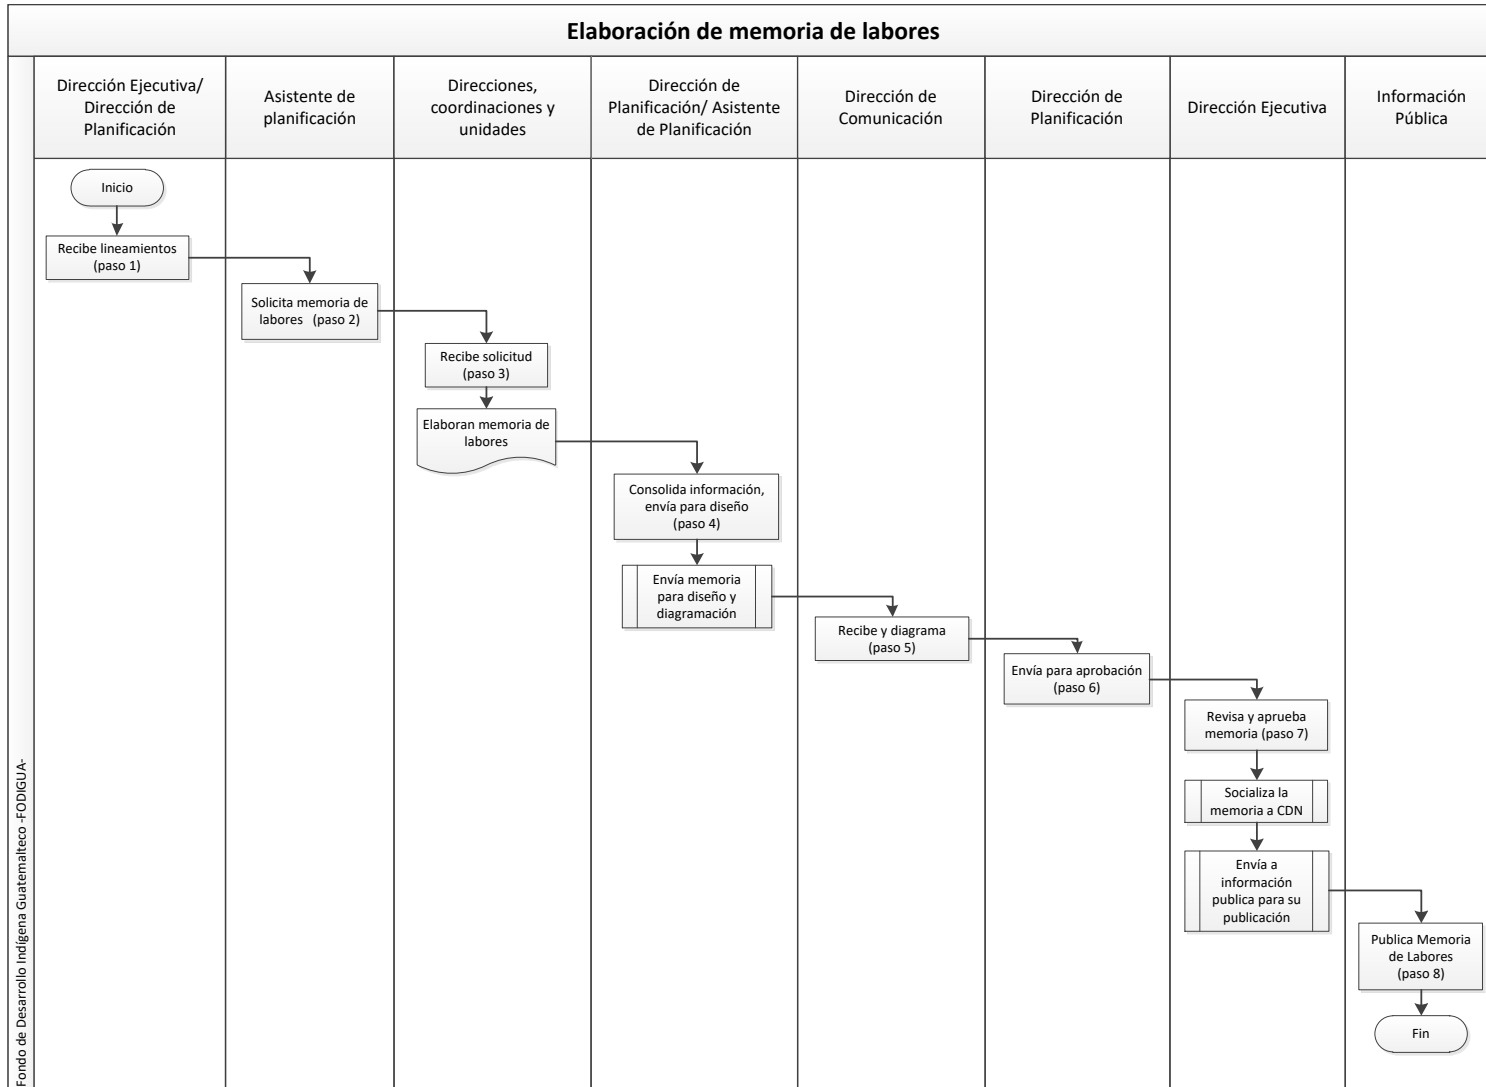 Elaboración de memoria de labores
Dirección Ejecutiva/
Dirección de
Planificación
Asistente de
planificación
Direcciones,
coordinaciones y
unidades
Dirección de
Planificación/ Asistente
de Planificación
Dirección de
Comunicación
Dirección de
Planificación
Dirección Ejecutiva
Información
Pública
Inicio
Recibe lineamientos
(paso 1)
Solicita memoria de
labores (paso 2)
Recibe solicitud
(paso 3)
Elaboran memoria de
labores
Consolida información,
envía para diseño
(paso 4)
Envía memoria
para diseño y
diagramación
Recibe y diagrama
(paso 5)
Envía para aprobación
(paso 6)
Revisa y aprueba
memoria (paso 7)
Socializa la
memoria a CDN
Envía a
información
publica para su
publicación
Publica Memoria
de Labores
(paso 8)
Fin
Fondo de Desarrollo Indígena Guatemalteco -FODIGUA-